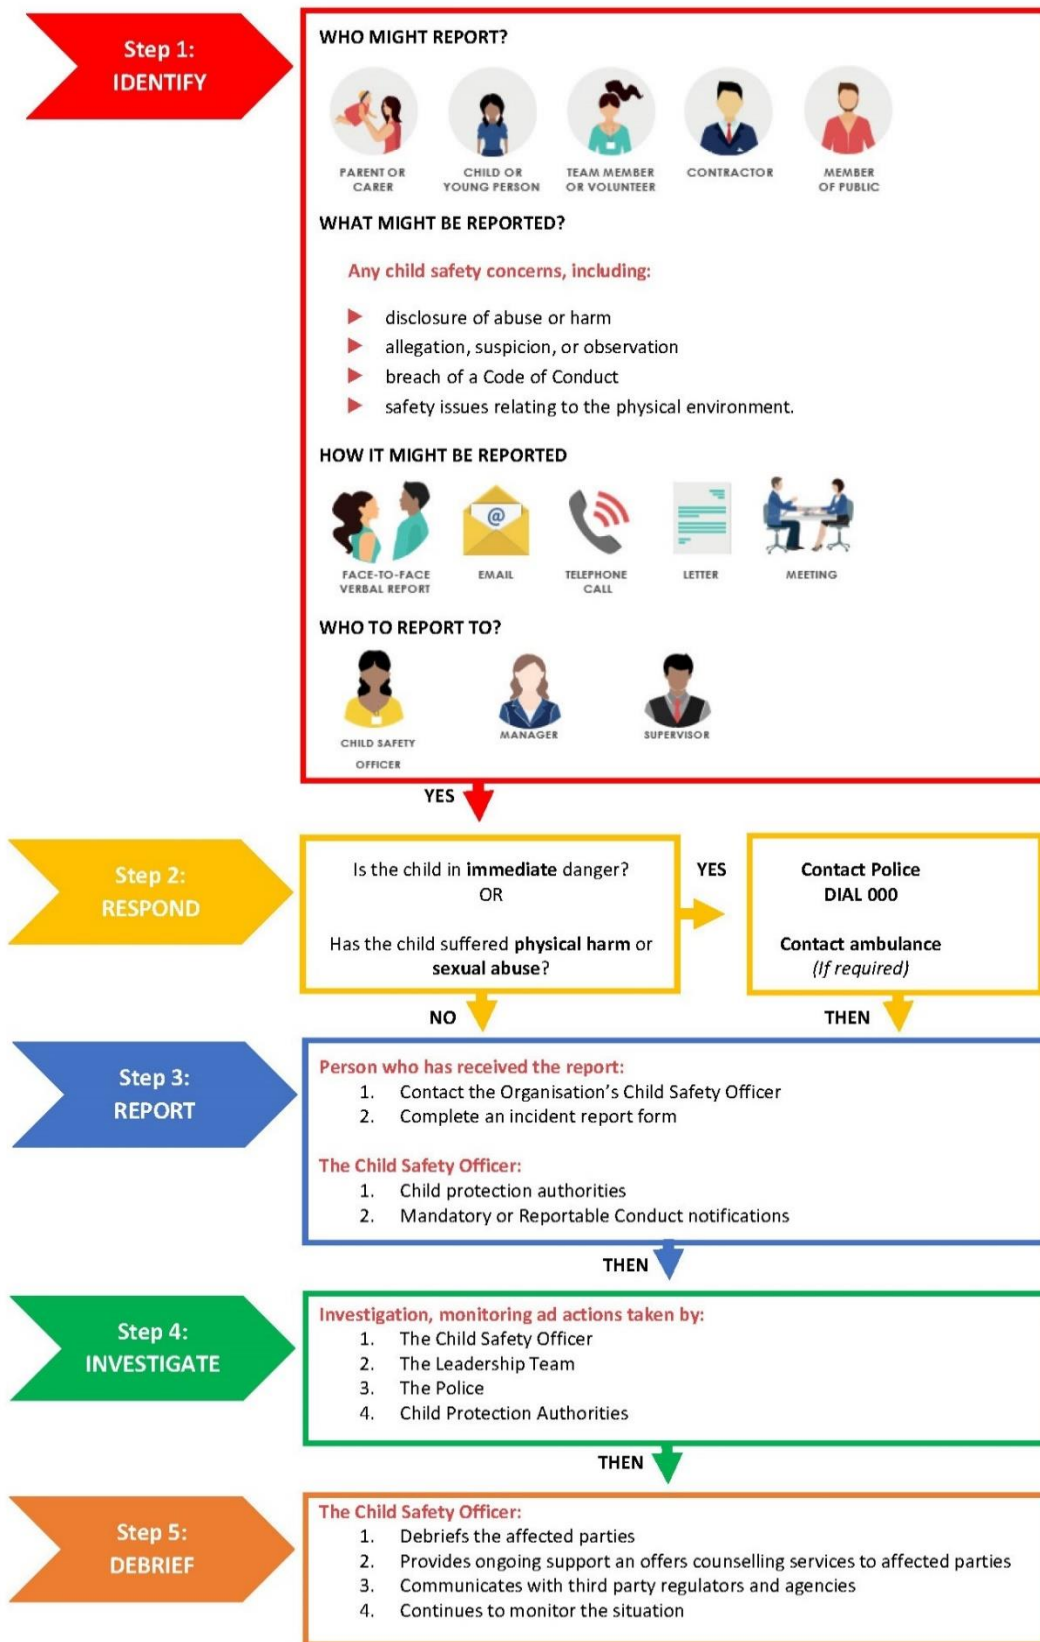 Step 1:
IDENTIFY
WHO MIGHT REPORT?
PARENT OR
CARER
CHILD OR
YOUNG PERSON
TEAM MEMBER
OR VOLUNTEER
CONTRACTOR
MEMBER
OF PUBLIC
WHAT MIGHT BE REPORTED?
Any child safety concerns, including:
disclosure of abuse or harm
allegation, suspicion, or observation
breach of a Code of Conduct
safety issues relating to the physical environment.
HOW IT MIGHT BE REPORTED
@
FACE-TO-FACE
VERBAL REPORT
EMAIL
TELEPHONE
CALL
LETTER
MEETING
WHO TO REPORT TO?
CHILD SAFETY
OFFICER
MANAGER
SUPERVISOR
YES
Step 2:
RESPOND
Is the child in immediate danger?
OR
Has the child suffered physical harm or
sexual abuse?
YES
Contact Police
DIAL 000
Contact ambulance
(If required)
NO
THEN
Step 3:
REPORT
Person who has received the report:
1. Contact the Organisation's Child Safety Officer
2. Complete an incident report form
The Child Safety Officer:
1. Child protection authorities
2. Mandatory or Reportable Conduct notifications
THEN
Step 4:
INVESTIGATE
Investigation, monitoring ad actions taken by:
1. The Child Safety Officer
2. The Leadership Team
3. The Police
4. Child Protection Authorities
THEN
Step 5:
DEBRIEF
The Child Safety Officer:
1. Debriefs the affected parties
2. Provides ongoing support an offers counselling services to affected parties
3. Communicates with third party regulators and agencies
4. Continues to monitor the situation